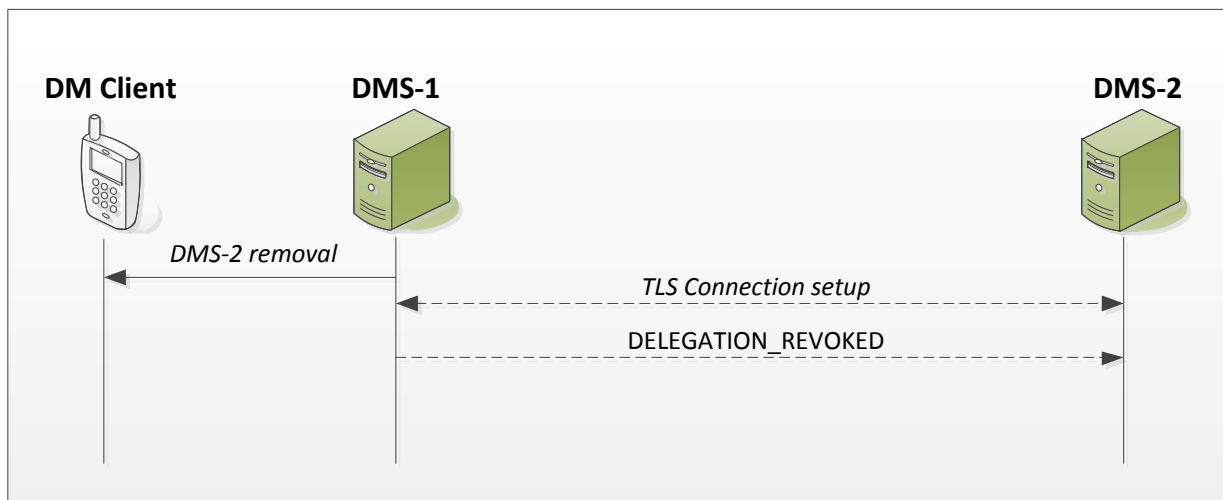 DM Client
DMS-1
DMS-2
DMS-2 removal
TLS Connection setup
DELEGATION_REVOKED